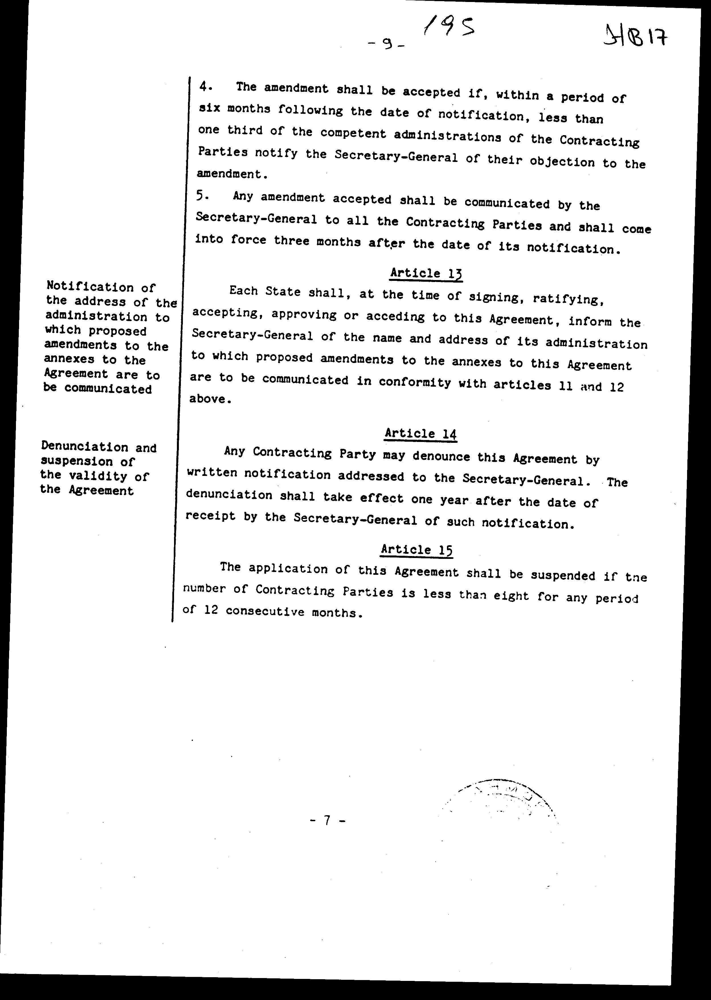 195
- 9 -
HB 17
4. The amendment shall be accepted if, within a period of
six months following the date of notification, less than
one third of the competent administrations of the Contracting
Parties notify the Secretary-General of their objection to the
amendment.
5. Any amendment accepted shall be communicated by the
Secretary-General to all the Contracting Parties and shall come
into force three months after the date of its notification.
Article 13
Notification of
the address of the
administration to
which proposed
amendments to the
annexes to the
Agreement are to
be communicated
Each State shall, at the time of signing, ratifying,
accepting, approving or acceding to this Agreement, inform the
Secretary-General of the name and address of its administration
to which proposed amendments to the annexes to this Agreement
are to be communicated in conformity with articles 11 and 12
above.
Article 14
Denunciation and
suspension of
the validity of
the Agreement
Any Contracting Party may denounce this Agreement by
written notification addressed to the Secretary-General. The
denunciation shall take effect one year after the date of
receipt by the Secretary-General of such notification.
Article 15
The application of this Agreement shall be suspended if the
number of Contracting Parties is less than eight for any period
of 12 consecutive months.
- 7 -